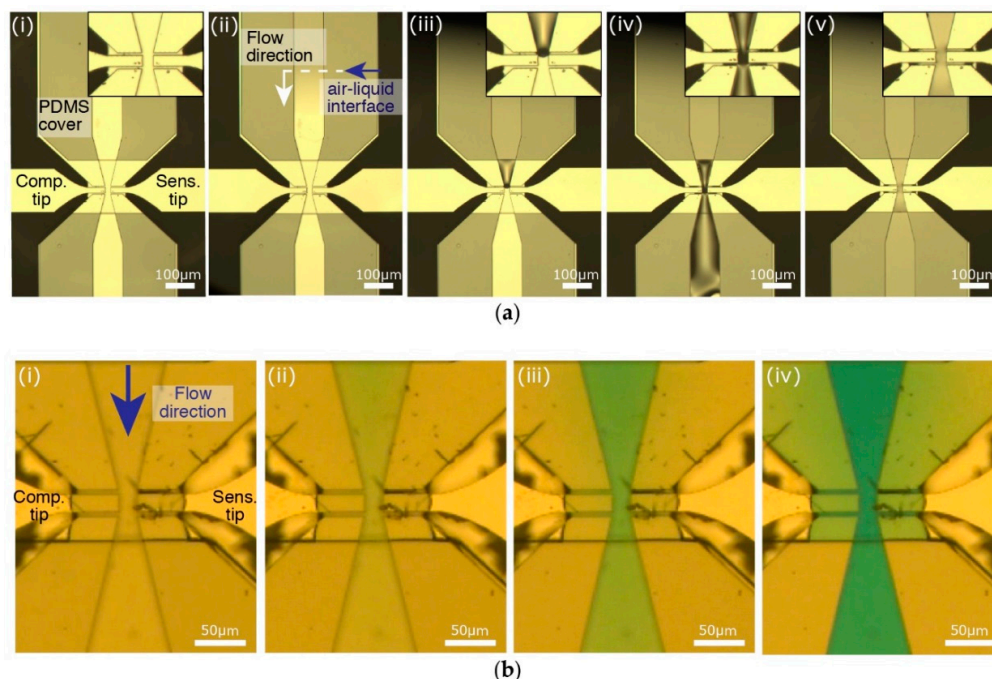 (i)
PDMS
cover
Comp.
tip
Sens.
tip
100μm
(ii)
Flow
direction
air-liquid
interface
100μm
(iii)
100μm
(iv)
100μm
(v)
100μm
(a)
(i)
Flow
direction
Comp.
tip
Sens.
tip
50μm
(ii)
50μm
(iii)
50μm
(iv)
50μm
(b)